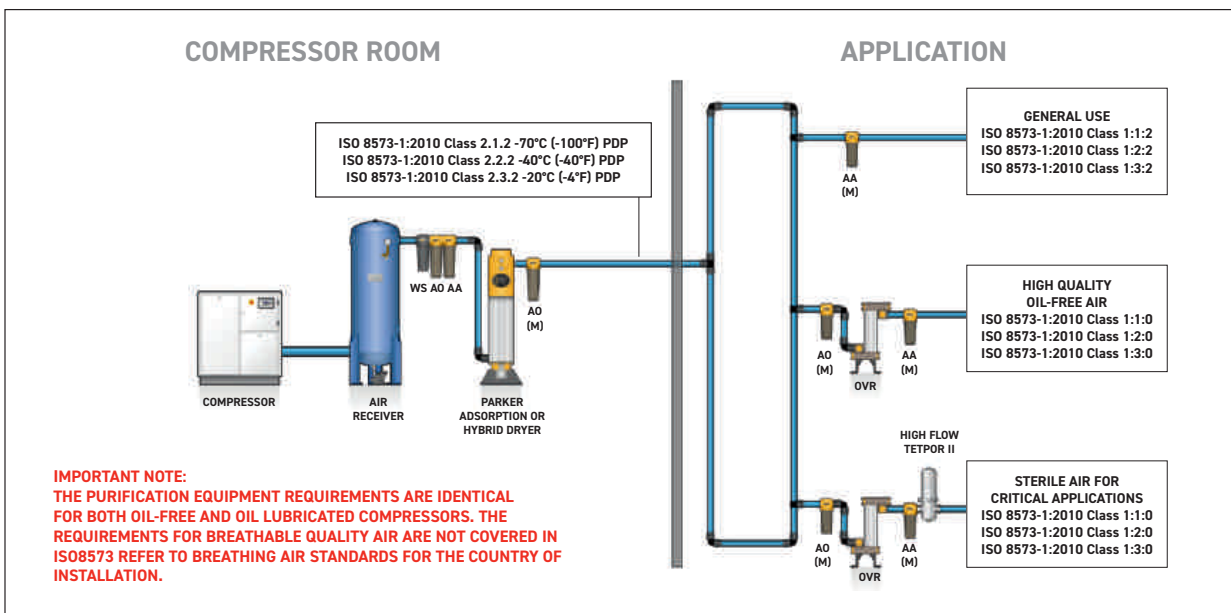 COMPRESSOR ROOM
APPLICATION
ISO 8573-1:2010 Class 2.1.2 -70°C (-100°F) PDP
ISO 8573-1:2010 Class 2.2.2 -40°C (-40°F) PDP
ISO 8573-1:2010 Class 2.3.2 -20°C (-4°F) PDP
GENERAL USE
ISO 8573-1:2010 Class 1:1:2
ISO 8573-1:2010 Class 1:2:2
ISO 8573-1:2010 Class 1:3:2
AA
(M)
WS AO AA
AO
(M)
HIGH QUALITY
OIL-FREE AIR
ISO 8573-1:2010 Class 1:1:0
ISO 8573-1:2010 Class 1:2:0
ISO 8573-1:2010 Class 1:3:0
AO
(M)
OVR
AA
(M)
COMPRESSOR
AIR
RECEIVER
PARKER
ADSORPTION OR
HYBRID DRYER
HIGH FLOW
TETPOR II
STERILE AIR FOR
CRITICAL APPLICATIONS
ISO 8573-1:2010 Class 1:1:0
ISO 8573-1:2010 Class 1:2:0
ISO 8573-1:2010 Class 1:3:0
AO
(M)
OVR
AA
(M)
IMPORTANT NOTE:
THE PURIFICATION EQUIPMENT REQUIREMENTS ARE IDENTICAL
FOR BOTH OIL-FREE AND OIL LUBRICATED COMPRESSORS. THE
REQUIREMENTS FOR BREATHABLE QUALITY AIR ARE NOT COVERED IN
ISO8573 REFER TO BREATHING AIR STANDARDS FOR THE COUNTRY OF
INSTALLATION.